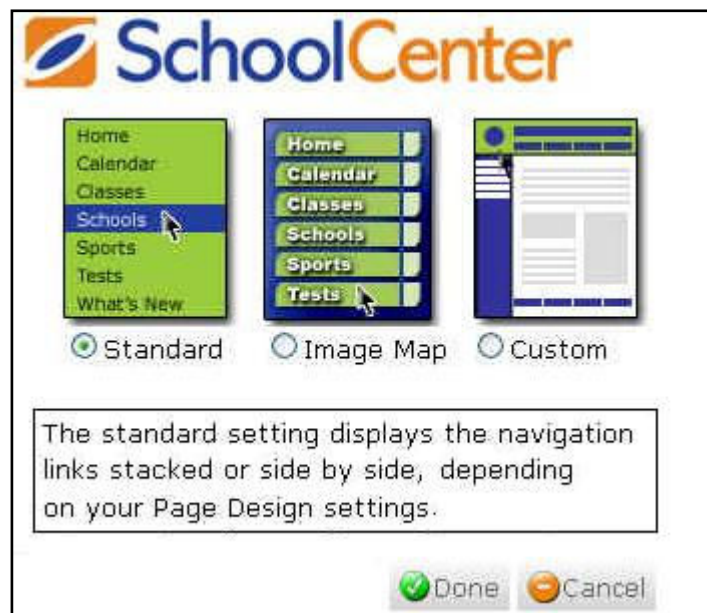 SchoolCenter
Home
Calendar
Classes
Schools
Sports
Tests
What's New
Home
Calendar
Classes
Schools
Sports
Tests
Standard
Image Map
Custom
The standard setting displays the navigation
links stacked or side by side, depending
on your Page Design settings.
Done
Cancel